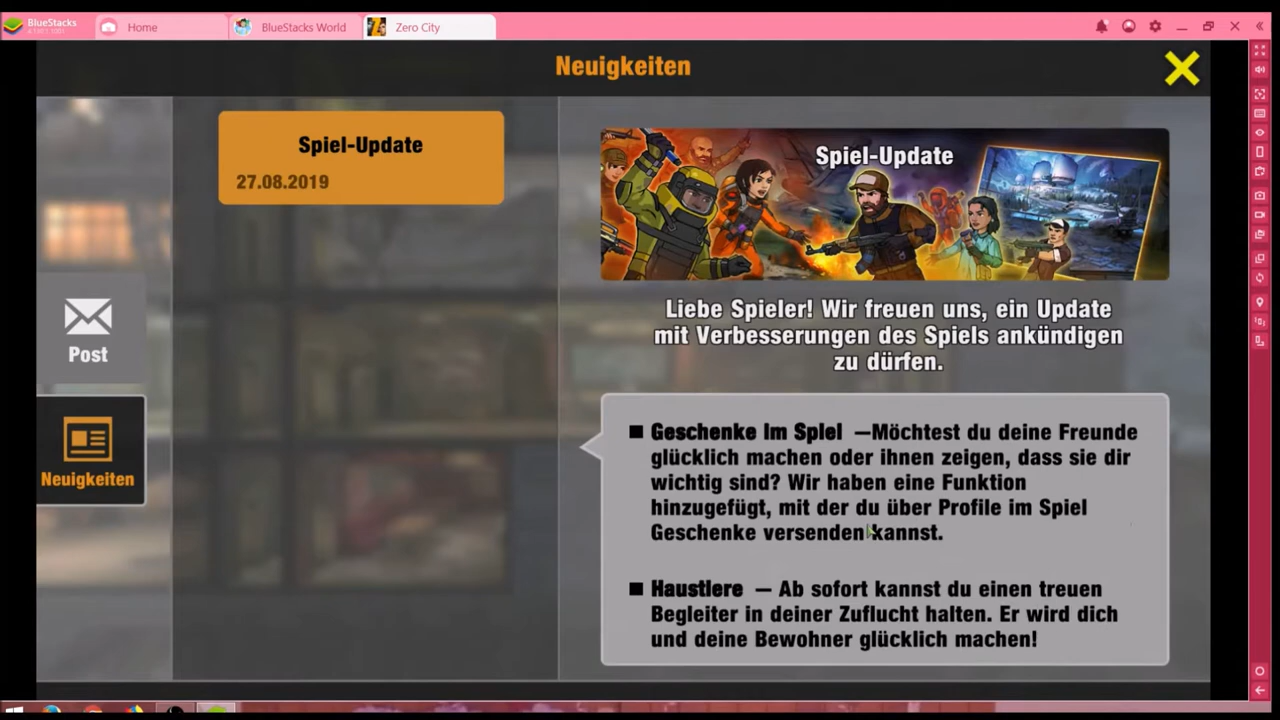 BlueStacks
Home
BlueStacks World
Zero City
Neuigkeiten
Spiel-Update
27.08.2019
Post
Neuigkeiten
Spiel-Update
Liebe Spieler! Wir freuen uns, ein Update
mit Verbesserungen des Spiels ankündigen
zu dürfen.
■ Geschenke im Spiel —Möchtest du deine Freunde
glücklich machen oder ihnen zeigen, dass sie dir
wichtig sind? Wir haben eine Funktion
hinzugefügt, mit der du über Profile im Spiel
Geschenke versenden kannst.
■ Haustiere — Ab sofort kannst du einen treuen
Begleiter in deiner Zuflucht halten. Er wird dich
und deine Bewohner glücklich machen!